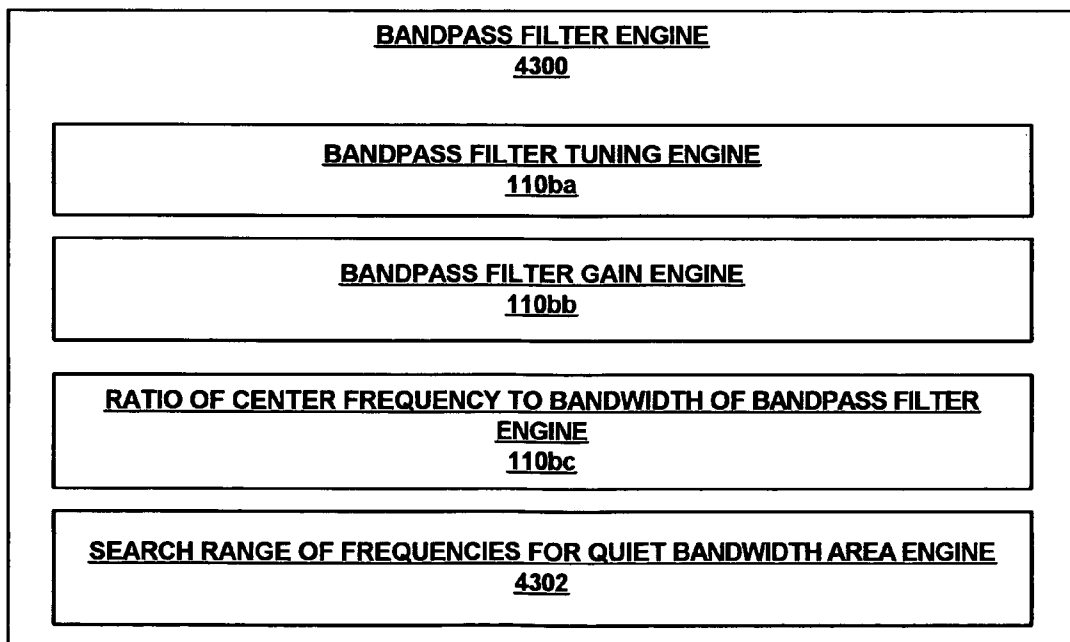 BANDPASS FILTER ENGINE
4300
BANDPASS FILTER TUNING ENGINE
110ba
BANDPASS FILTER GAIN ENGINE
110bb
RATIO OF CENTER FREQUENCY TO BANDWIDTH OF BANDPASS FILTER
ENGINE
110bc
SEARCH RANGE OF FREQUENCIES FOR QUIET BANDWIDTH AREA ENGINE
4302